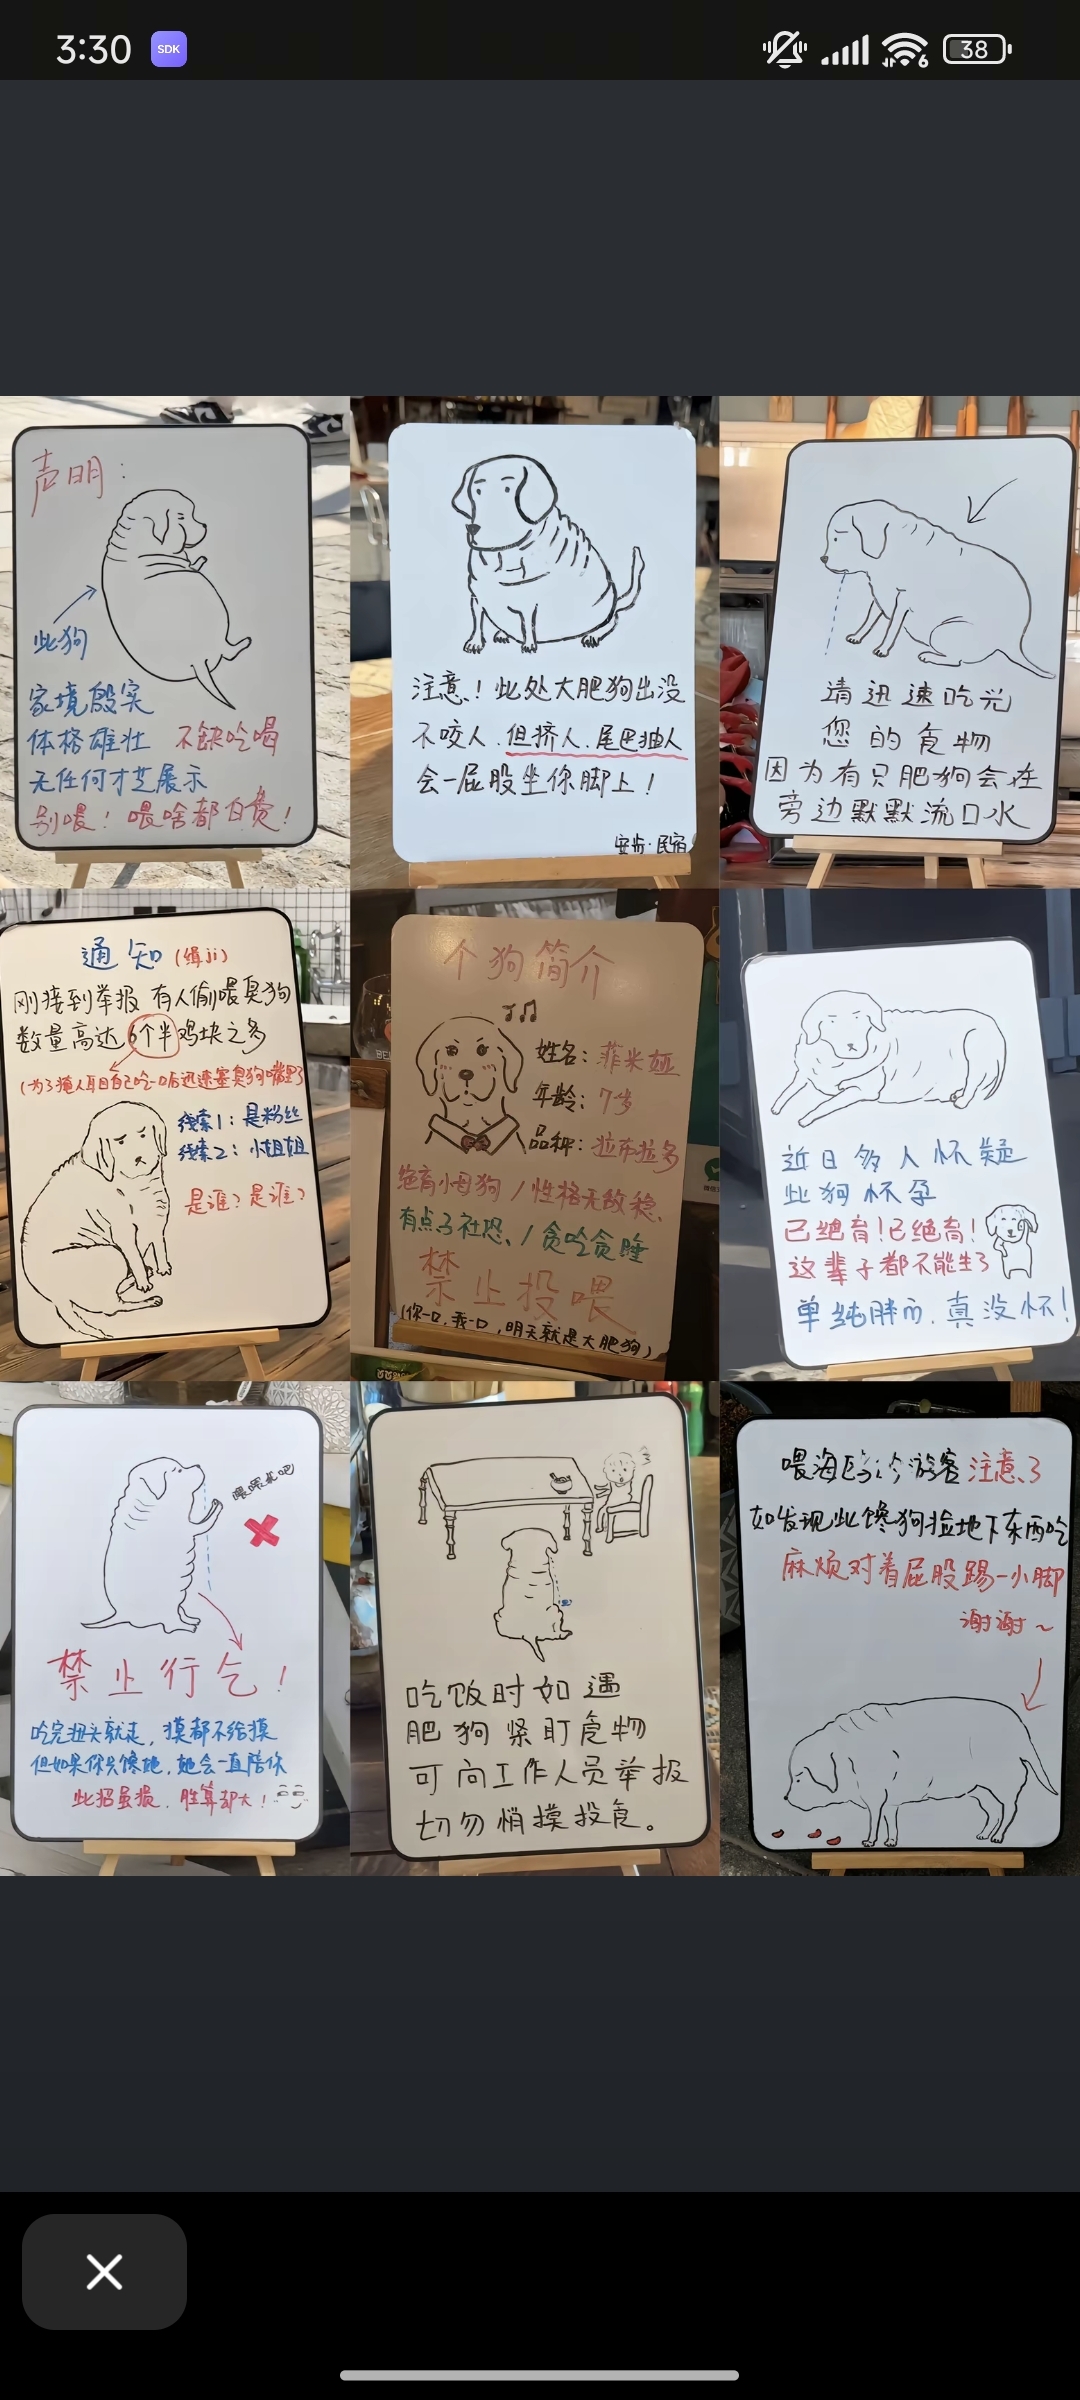 3:30
SDK
6
38
声明:
此狗
家境殷实
体格雄壮 不缺吃喝
无任何才艺展示
别喂! 喂啥都白费!
注意!此处大肥狗出没
不咬人.但挤人.尾巴抽人
会一屁股坐你脚上!
民宿
请迅速吃光
您的食物
因为有只肥狗会在
旁边默默流口水
通知(缉ji)
刚接到举报 有人偷喂臭狗
数量高达6个半鸡块之多
(为了掩人耳目自己吃一口后迅速塞臭狗嘴里)
线索1:是粉丝
线索2:小姐姐
是谁?是谁?
个狗简介
姓名:菲米娅
年龄:7岁
品种:拉布拉多
绝育小母狗/性格无敌稳、
有点子社恐、/贪吃贪睡
禁止投喂
(你一口,我一口,明天就是大肥狗)
近日多人怀疑
此狗怀孕
已绝育!已绝育!
这辈子都不能生了
单纯胖而.真没怀!
喂喂我吧
禁止行乞!
吃完扭头就走,摸都不给摸
但如果你只馋她,她会一直陪你
此招虽损.胜算却大!
吃饭时如遇
肥狗紧盯食物
可向工作人员举报
切勿悄摸投食。
喂海鸥的游客注意了
如发现此馋狗捡地下东西吃
麻烦对着屁股踢一小脚
谢谢~